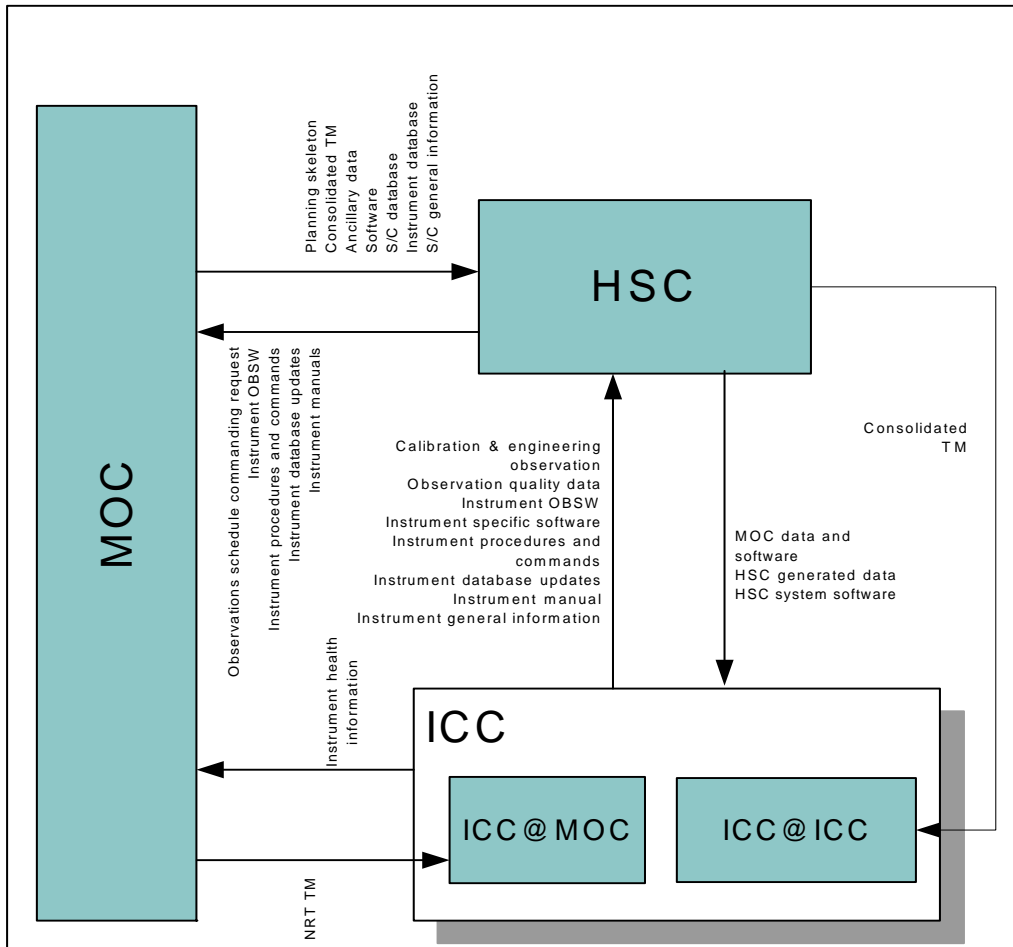 Planning skeleton
Consolidated TM
Ancillary data
Software
S/C database
Instrument database
S/C general information
HSC
MOC
Observations schedule commanding request
Instrument OBSW
Instrument procedures and commands
Instrument database updates
Instrument manuals
Calibration & engineering
observation
Observation quality data
Instrument OBSW
Instrument specific software
Instrument procedures and
commands
Instrument database updates
Instrument manual
Instrument general information
Consolidated
TM
MOC data and
software
HSC generated data
HSC system software
Instrument health
information
ICC
ICC@MOC
ICC@ICC
NRT TM